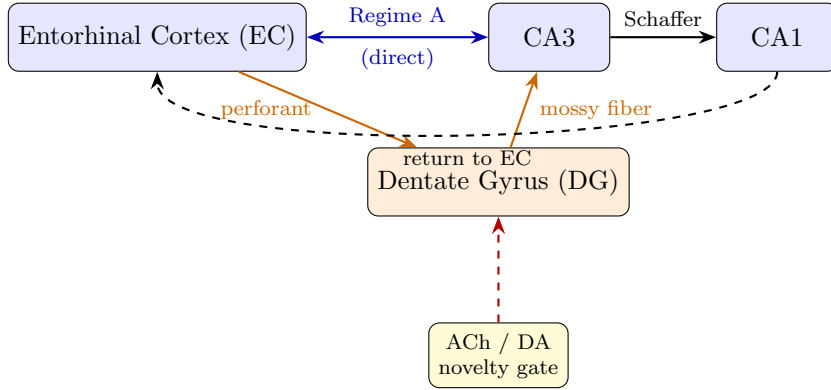 Regime A
Schaffer
Entorhinal Cortex (EC)
CA3
CA1
(direct)
perforant
mossy fiber
return to EC
Dentate Gyrus (DG)
ACh / DA
novelty gate